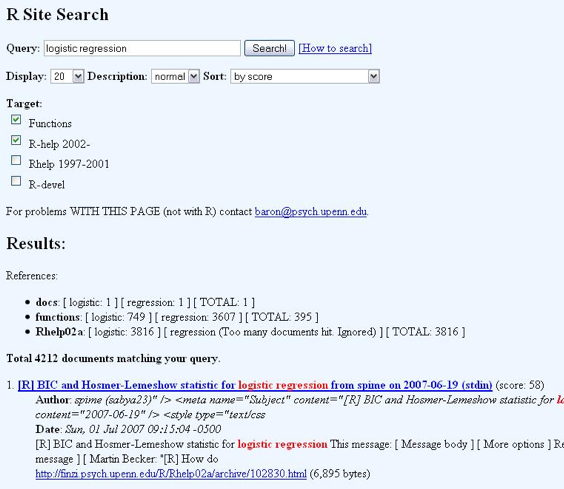 R Site Search
Query: logistic regression Search! [How to search]
Display: 20 Description: normal Sort: by score
Target:
Functions
R-help 2002-
Rhelp 1997-2001
R-devel
For problems WITH THIS PAGE (not with R) contact baron@psych.upenn.edu.
Results:
References:
docs: [ logistic: 1 ] [ regression: 1 ] [ TOTAL: 1 ]
functions: [ logistic: 749 ] [ regression: 3607 ] [ TOTAL: 395 ]
Rhelp02a: [ logistic: 3816 ] [ regression (Too many documents hit. Ignored) ] [ TOTAL: 3816 ]
Total 4212 documents matching your query.
1. [R] BIC and Hosmer-Lemeshow statistic for logistic regression from spime on 2007-06-19 (stdin) (score: 58)
Author: spime (sabya23)" /> <meta name="Subject" content="[R] BIC and Hosmer-Lemeshow statistic for
content="2007-06-19" /> <style type="text/css
Date: Sun, 01 Jul 2007 09:15:04 -0500
[R] BIC and Hosmer-Lemeshow statistic for logistic regression This message: [ Message body ] [ More options ]
message" ] [ Martin Becker: "[R] How do
http://finzi.psych.upenn.edu/R/Rhelp02a/archive/102830.html (6,895 bytes)